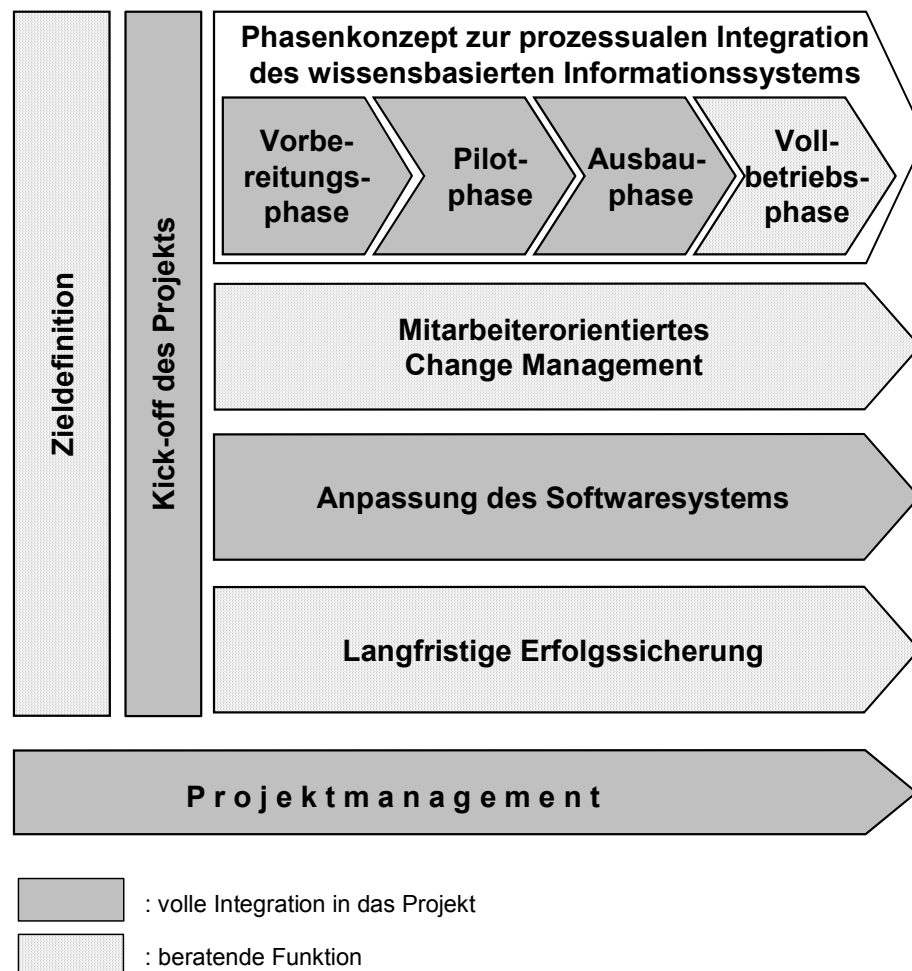 Phasenkonzept zur prozessualen Integration
des wissensbasierten Informationssystems
Vorbe-
reitungs-
phase
Pilot-
phase
Ausbau-
phase
Voll-
betriebs-
phase
Zieldefinition
Kick-off des Projekts
Mitarbeiterorientiertes
Change Management
Anpassung des Softwaresystems
Langfristige Erfolgssicherung
Projektmanagement
: volle Integration in das Projekt
: beratende Funktion